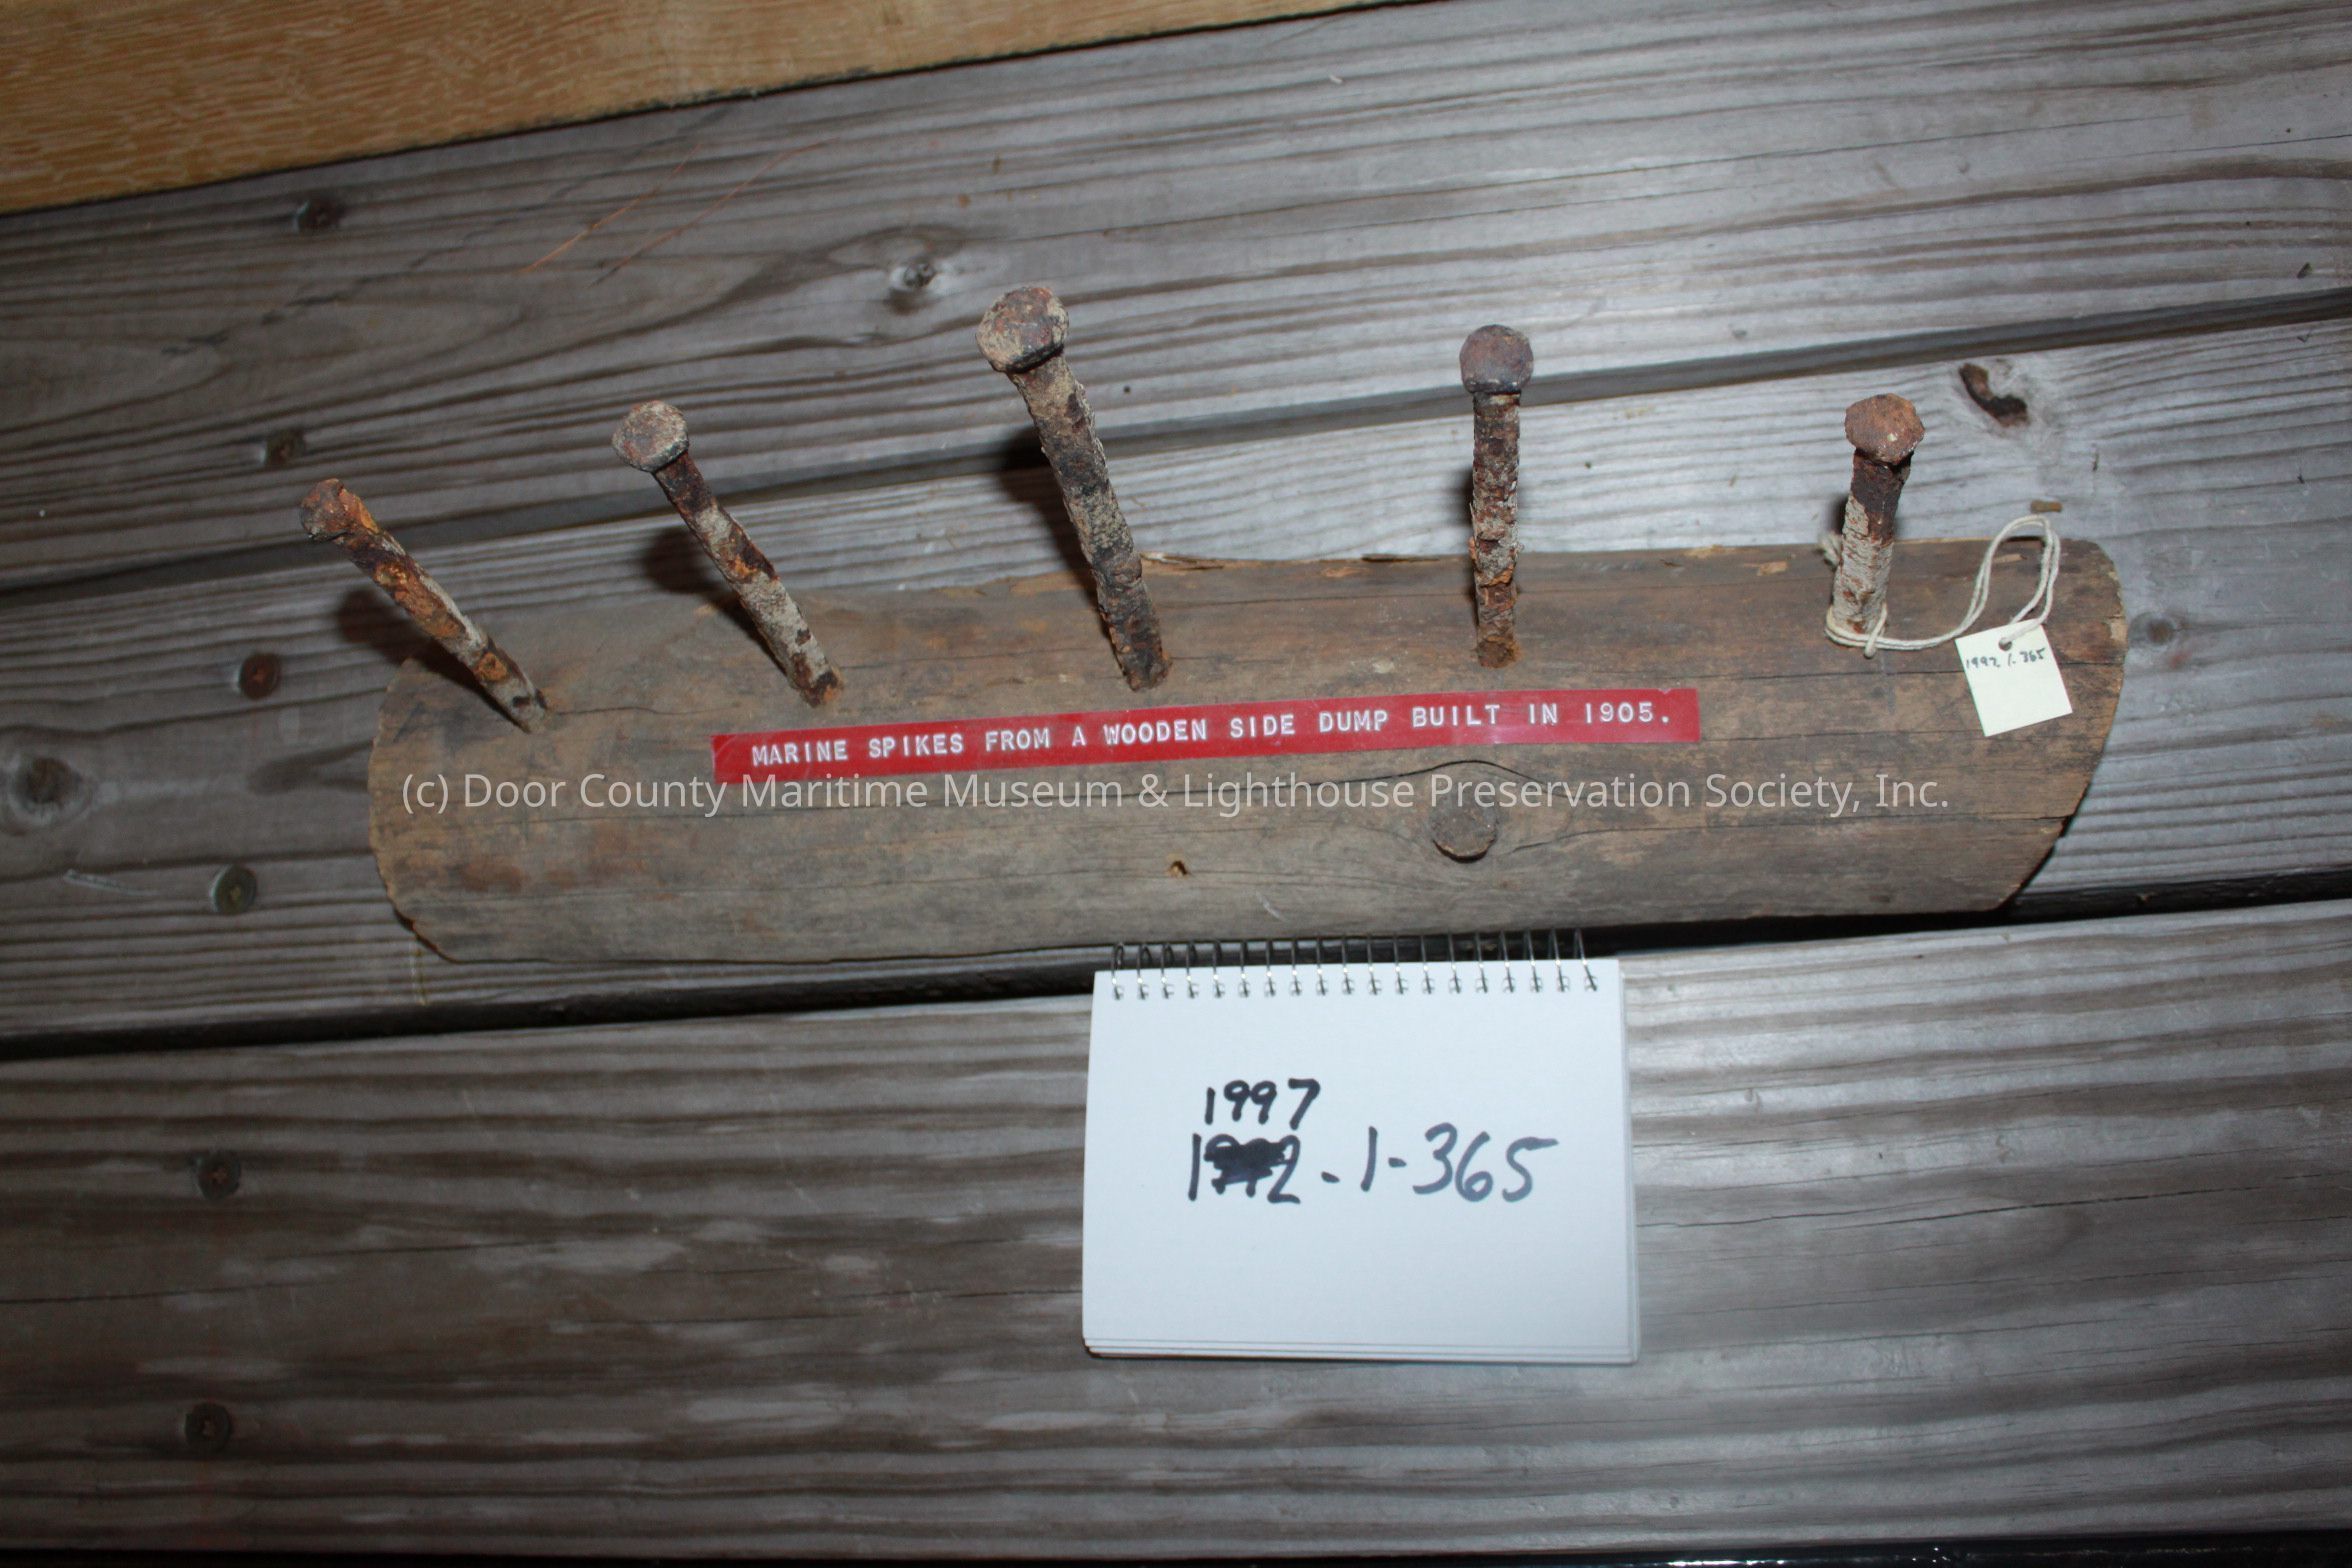 MARINE SPIKES FROM A WOODEN SIDE DUMP BUILT IN 1905.
1992 1-365
(c) Door County Maritime Museum & Lighthouse Preservation Society, Inc.
1997
1992.1-365